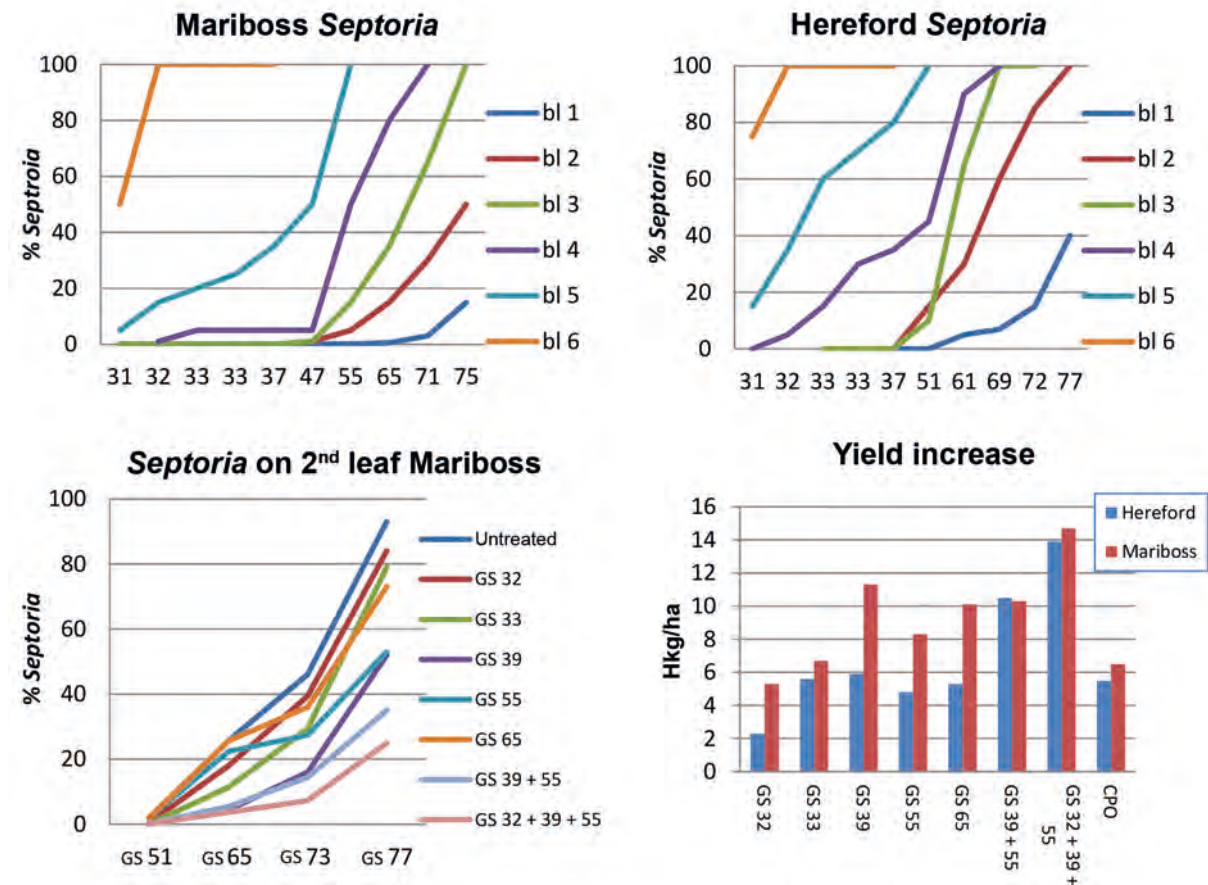 Mariboss Septoria
% Septroia
100
80
60
40
20
0
31 32 33 33 37 47 55 65 71 75
bl 1
bl 2
bl 3
bl 4
bl 5
bl 6
Hereford Septoria
% Septoria
100
80
60
40
20
0
31 32 33 33 37 51 61 69 72 77
bl 1
bl 2
bl 3
bl 4
bl 5
bl 6
Septoria on 2nd leaf Mariboss
% Septoria
100
80
60
40
20
0
GS 51 GS 65 GS 73 GS 77
Untreated
GS 32
GS 33
GS 39
GS 55
GS 65
GS 39 + 55
GS 32 + 39 + 55
Yield increase
Hkg/ha
16
14
12
10
8
6
4
2
0
Hereford
Mariboss
GS 32
GS 33
GS 39
GS 55
GS 65
GS 39 + 55
GS 32 + 39 +
55
CPO